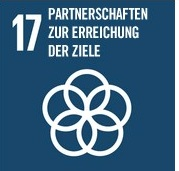 17 PARTNERSCHAFTEN
ZUR ERREICHUNG
DER ZIELE